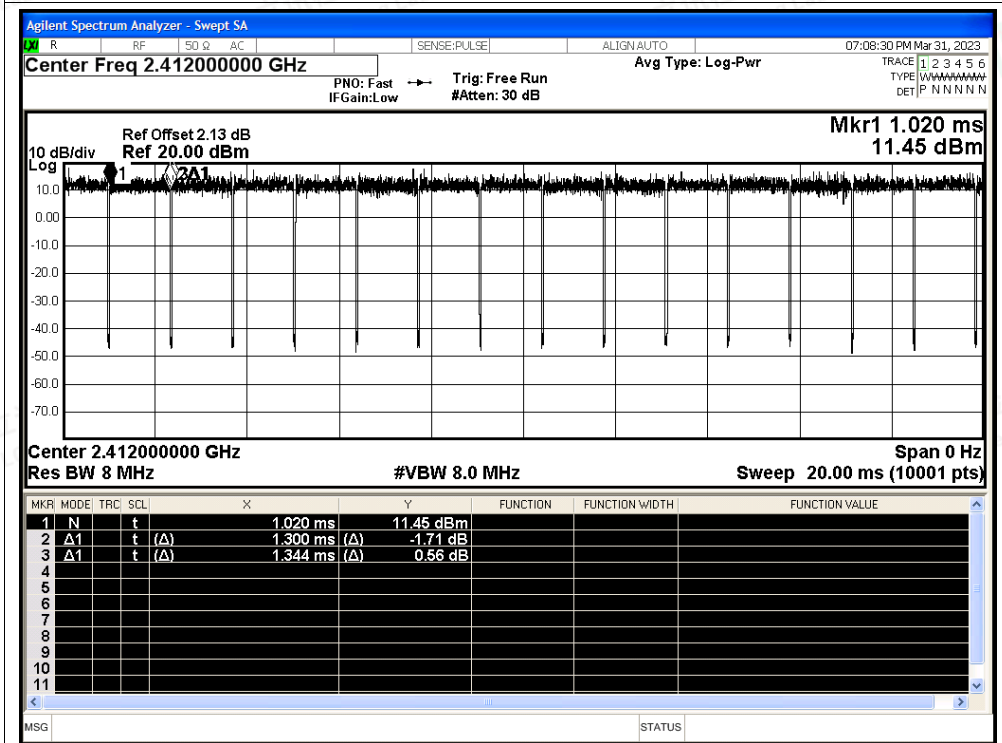 Agilent Spectrum Analyzer - Swept SA
LXI R RF 50 Ω AC SENSE:PULSE ALIGN AUTO 07:08:30 PM Mar 31, 2023
Center Freq 2.412000000 GHz
PNO: Fast
IFGain:Low
Trig: Free Run
#Atten: 30 dB
Avg Type: Log-Pwr
TRACE 1 2 3 4 5 6
TYPE
DET P N N N N N
Mkr1 1.020 ms
11.45 dBm
Ref Offset 2.13 dB
10 dB/div Ref 20.00 dBm
Log
1 2Δ1
10.0
0.00
-10.0
-20.0
-30.0
-40.0
-50.0
-60.0
-70.0
Center 2.412000000 GHz Span 0 Hz
Res BW 8 MHz #VBW 8.0 MHz Sweep 20.00 ms (10001 pts)
MKR MODE TRC SCL X Y FUNCTION FUNCTION WIDTH FUNCTION VALUE
1 N t 1.020 ms 11.45 dBm
2 Δ1 t (Δ) 1.300 ms (Δ) -1.71 dB
3 Δ1 t (Δ) 1.344 ms (Δ) 0.56 dB
4
5
6
7
8
9
10
11
MSG STATUS